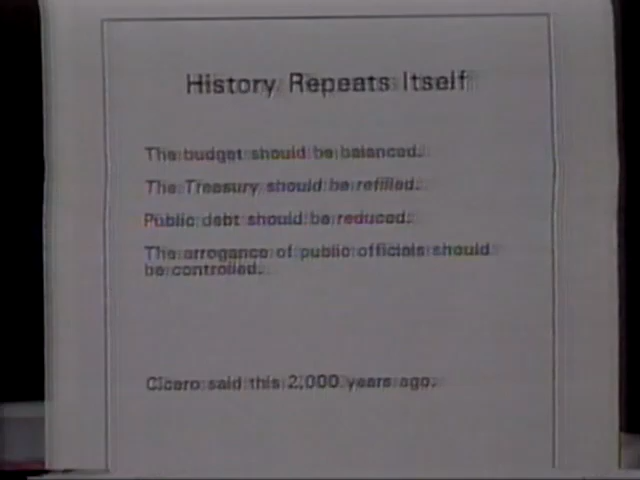 History Repeats Itself
The budget should be balanced.
The Treasury should be refilled.
Public debt should be reduced.
The arrogance of public officials should
be controlled.
Cicero said this 2,000 years ago.